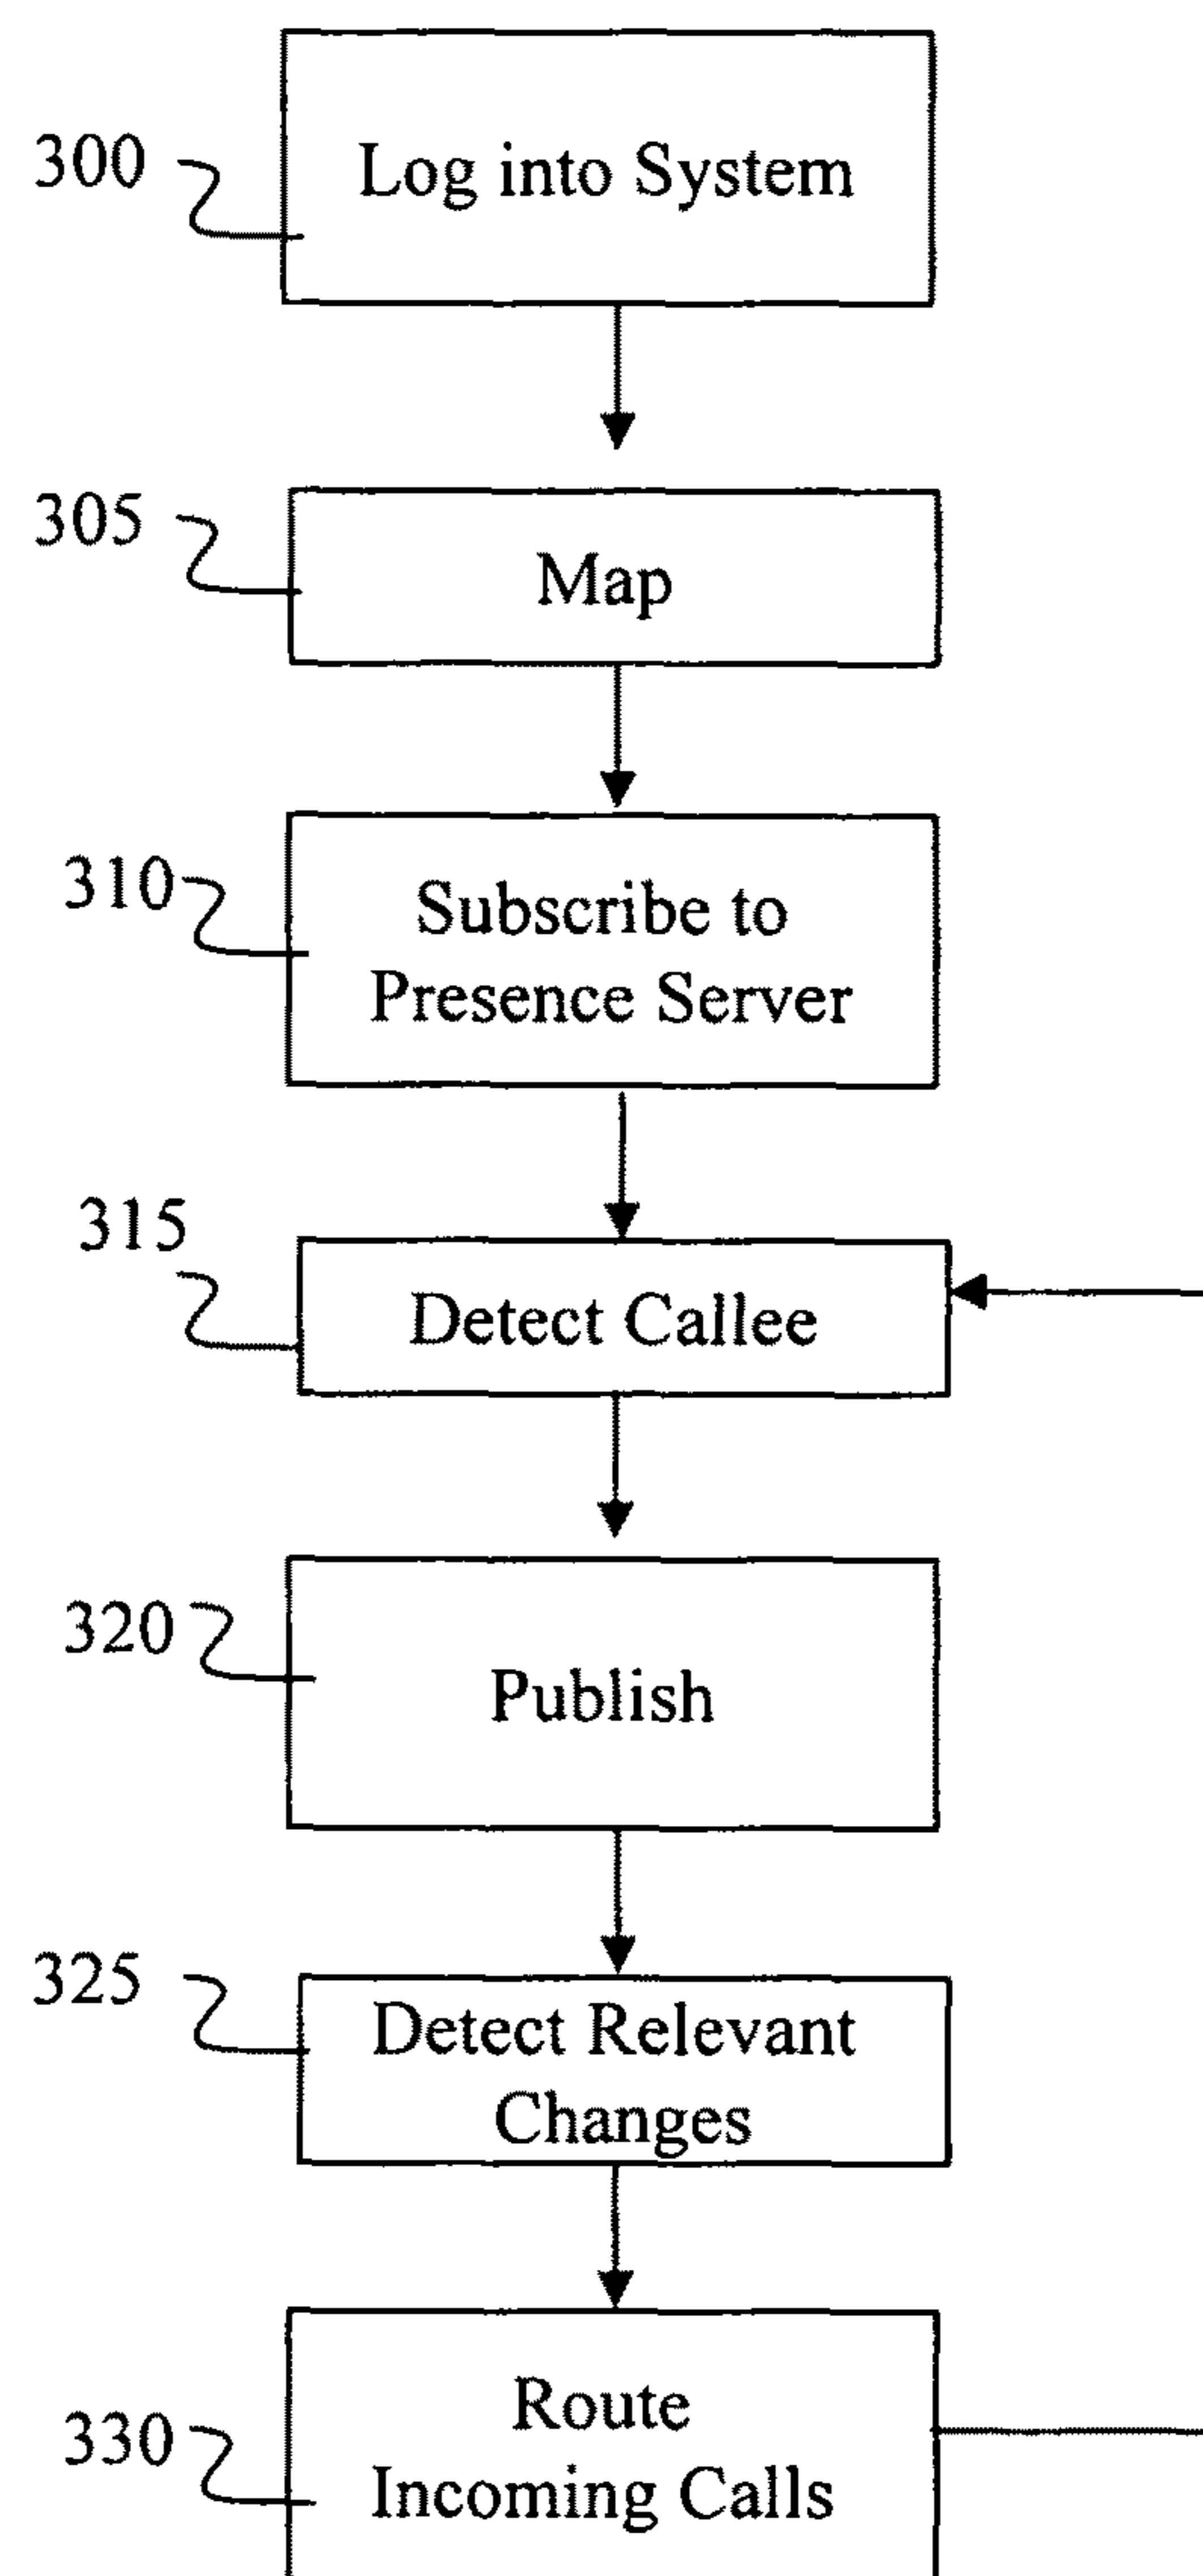 300
Log into System
305
Map
310
Subscribe to
Presence Server
315
Detect Callee
320
Publish
325
Detect Relevant
Changes
330
Route
Incoming Calls